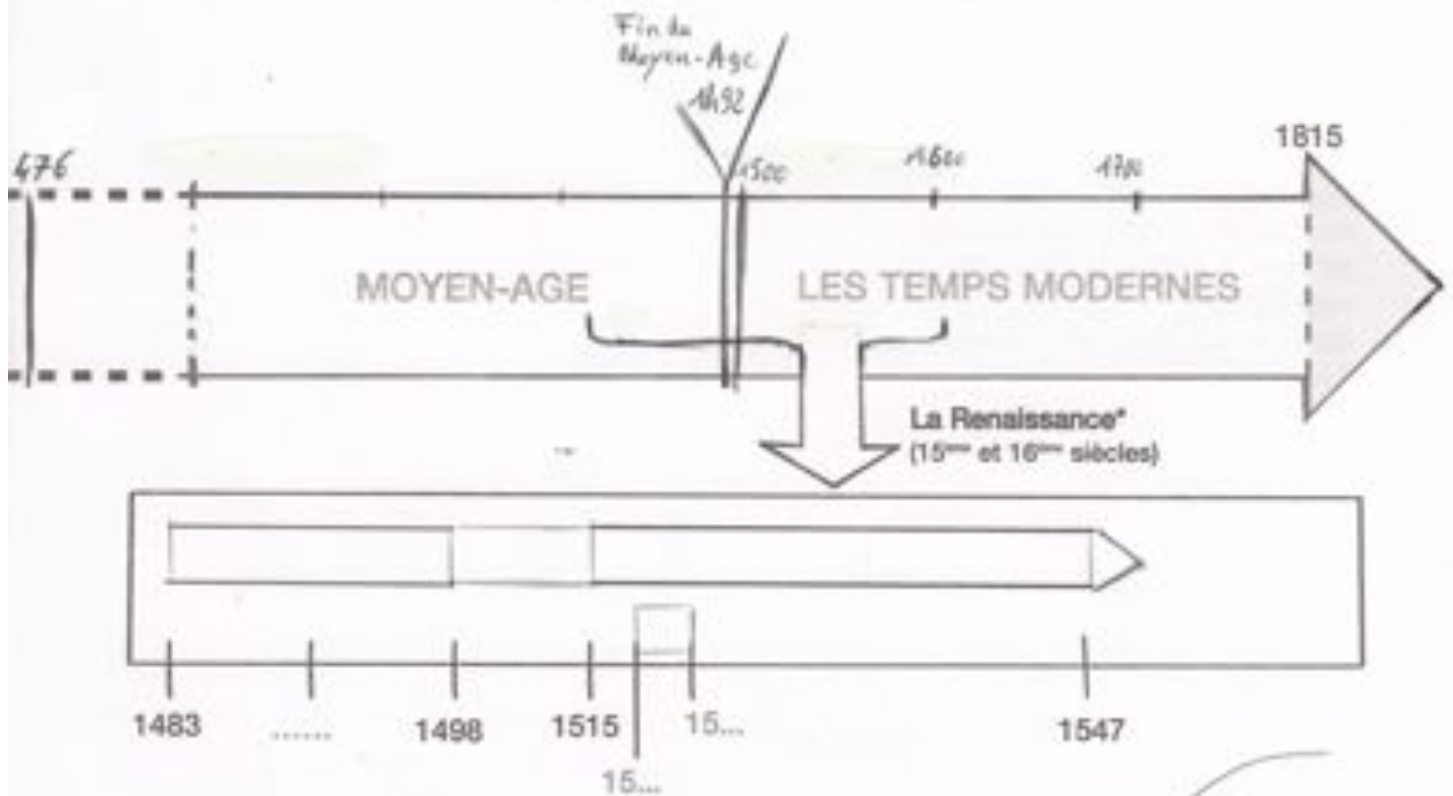 Fin du
Moyen-Age
1492
476
1500
1600
1700
1815
MOYEN-AGE
LES TEMPS MODERNES
La Renaissance*
(15ème et 16ème siècles)
1483
......
1498
1515
15...
15...
1547